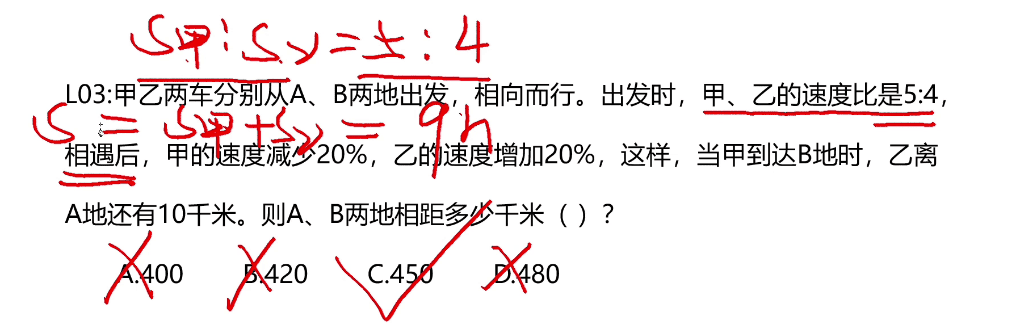 S甲:S乙=5:4
L03:甲乙两车分别从A、B两地出发，相向而行。出发时，甲、乙的速度比是5:4，
S=S甲+S乙=9n
相遇后，甲的速度减少20%，乙的速度增加20%，这样，当甲到达B地时，乙离
A地还有10千米。则A、B两地相距多少千米（ ）？
A.400 B.420 C.450 D.480